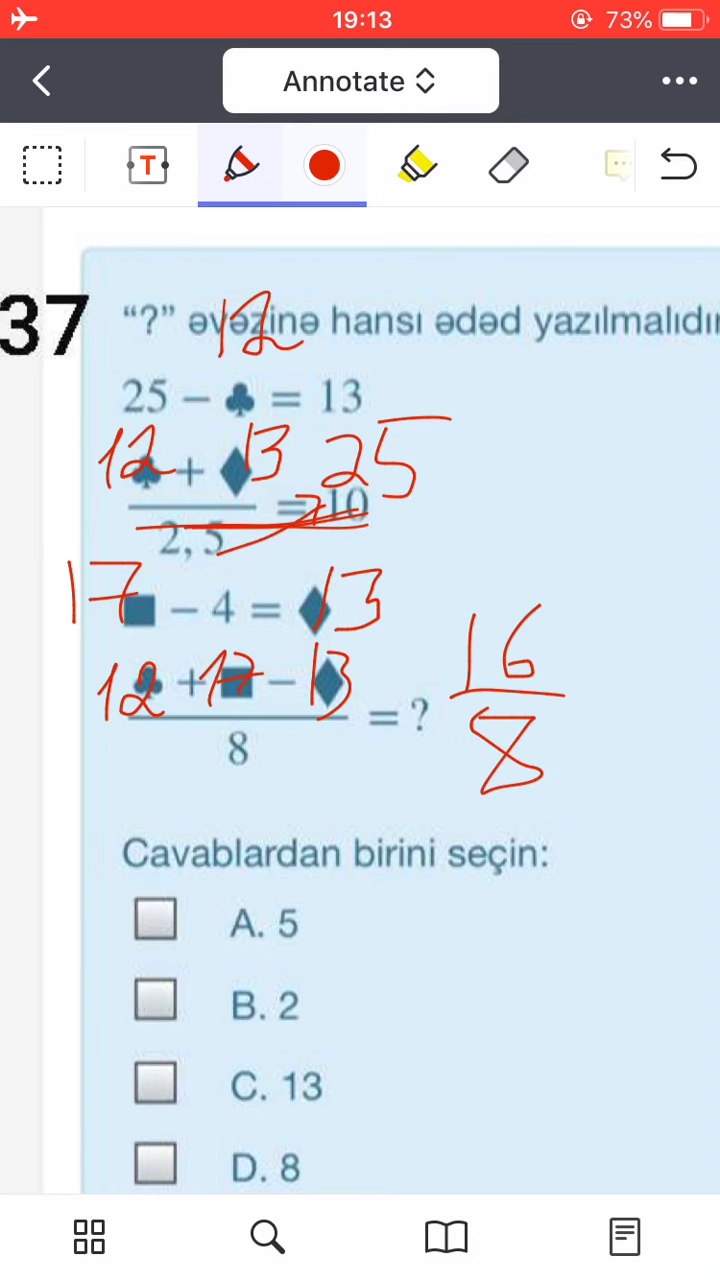 19:13 73%
Annotate
T
37 “?” əvəzinə hansı ədəd yazılmalıdır
12
25 − ♣ = 13
12 13 25
♣ + ♦
= 10
2, 5
17 13
■ − 4 = ♦
12 17 13 16
♣ + ■ − ♦
= ?
8 8
Cavablardan birini seçin:
A. 5
B. 2
C. 13
D. 8